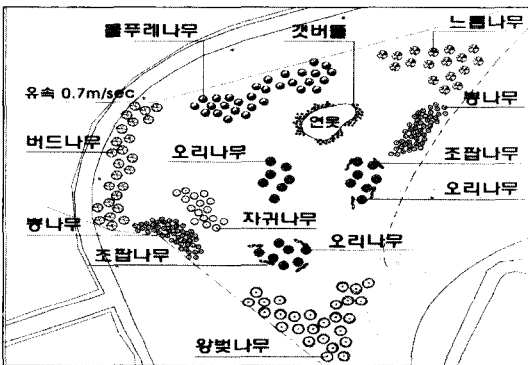 물푸레나무
갯버들
느릅나무
유속 0.7m/sec
뽕나무
버드나무
연못
오리나무
조팝나무
오리나무
자귀나무
뽕나무
오리나무
조팝나무
왕벚나무